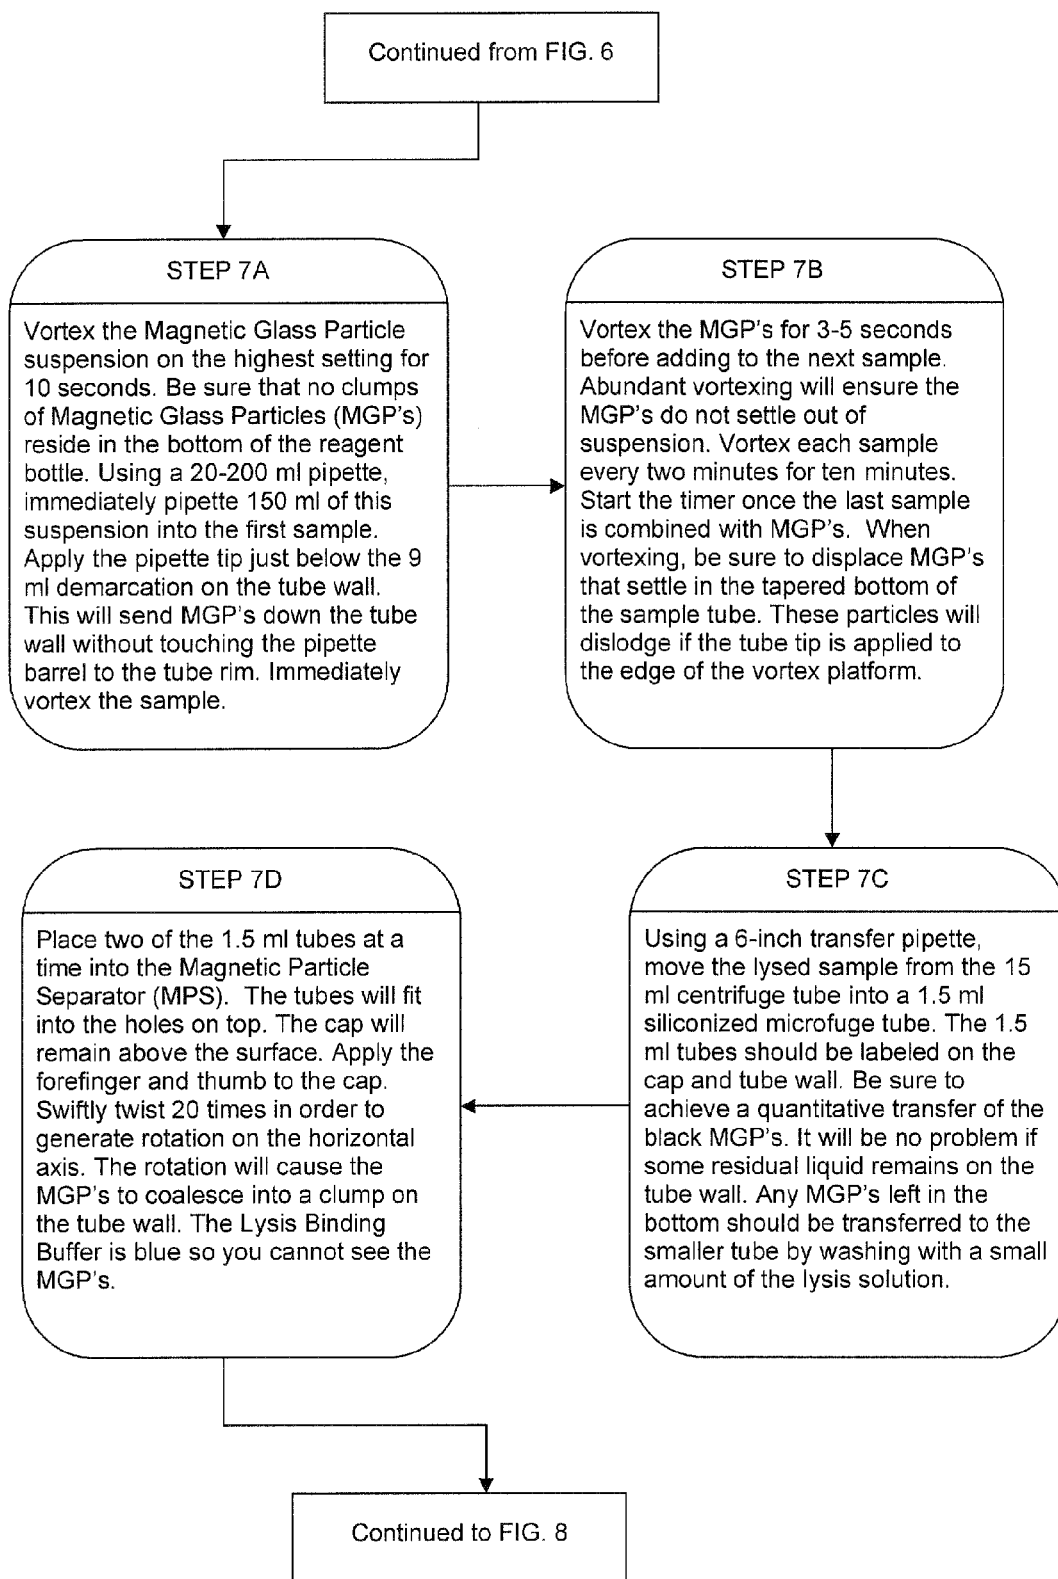 Continued from FIG. 6
STEP 7A
Vortex the Magnetic Glass Particle
suspension on the highest setting for
10 seconds. Be sure that no clumps
of Magnetic Glass Particles (MGP's)
reside in the bottom of the reagent
bottle. Using a 20-200 ml pipette,
immediately pipette 150 ml of this
suspension into the first sample.
Apply the pipette tip just below the 9
ml demarcation on the tube wall.
This will send MGP's down the tube
wall without touching the pipette
barrel to the tube rim. Immediately
vortex the sample.
STEP 7B
Vortex the MGP's for 3-5 seconds
before adding to the next sample.
Abundant vortexing will ensure the
MGP's do not settle out of
suspension. Vortex each sample
every two minutes for ten minutes.
Start the timer once the last sample
is combined with MGP's.  When
vortexing, be sure to displace MGP's
that settle in the tapered bottom of
the sample tube. These particles will
dislodge if the tube tip is applied to
the edge of the vortex platform.
STEP 7C
Using a 6-inch transfer pipette,
move the lysed sample from the 15
ml centrifuge tube into a 1.5 ml
siliconized microfuge tube. The 1.5
ml tubes should be labeled on the
cap and tube wall. Be sure to
achieve a quantitative transfer of the
black MGP's. It will be no problem if
some residual liquid remains on the
tube wall. Any MGP's left in the
bottom should be transferred to the
smaller tube by washing with a small
amount of the lysis solution.
STEP 7D
Place two of the 1.5 ml tubes at a
time into the Magnetic Particle
Separator (MPS).  The tubes will fit
into the holes on top. The cap will
remain above the surface. Apply the
forefinger and thumb to the cap.
Swiftly twist 20 times in order to
generate rotation on the horizontal
axis. The rotation will cause the
MGP's to coalesce into a clump on
the tube wall. The Lysis Binding
Buffer is blue so you cannot see the
MGP's.
Continued to FIG. 8